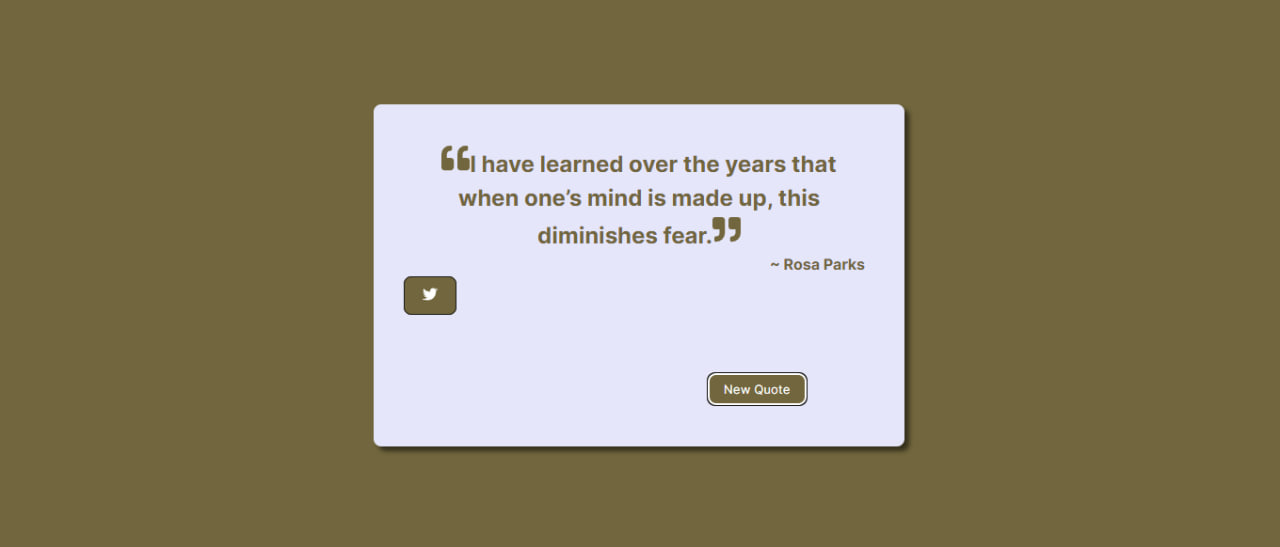 “I have learned over the years that
when one’s mind is made up, this
diminishes fear.”
~ Rosa Parks
New Quote